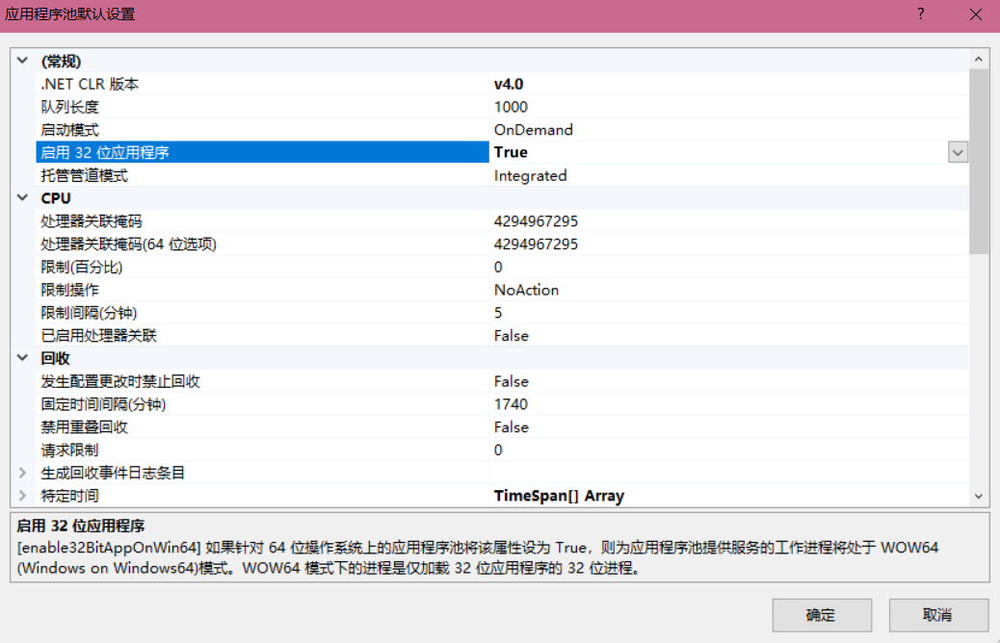 应用程序池默认设置
(常规)
.NET CLR 版本 v4.0
队列长度 1000
启动模式 OnDemand
启用 32 位应用程序 True
托管管道模式 Integrated
CPU
处理器关联掩码 4294967295
处理器关联掩码(64 位选项) 4294967295
限制(百分比) 0
限制操作 NoAction
限制间隔(分钟) 5
已启用处理器关联 False
回收
发生配置更改时禁止回收 False
固定时间间隔(分钟) 1740
禁用重叠回收 False
请求限制 0
生成回收事件日志条目
特定时间 TimeSpan[] Array
启用 32 位应用程序
[enable32BitAppOnWin64] 如果针对 64 位操作系统上的应用程序池将该属性设为 True，则为应用程序池提供服务的工作进程将处于 WOW64
(Windows on Windows64)模式。WOW64 模式下的进程是仅加载 32 位应用程序的 32 位进程。
确定 取消